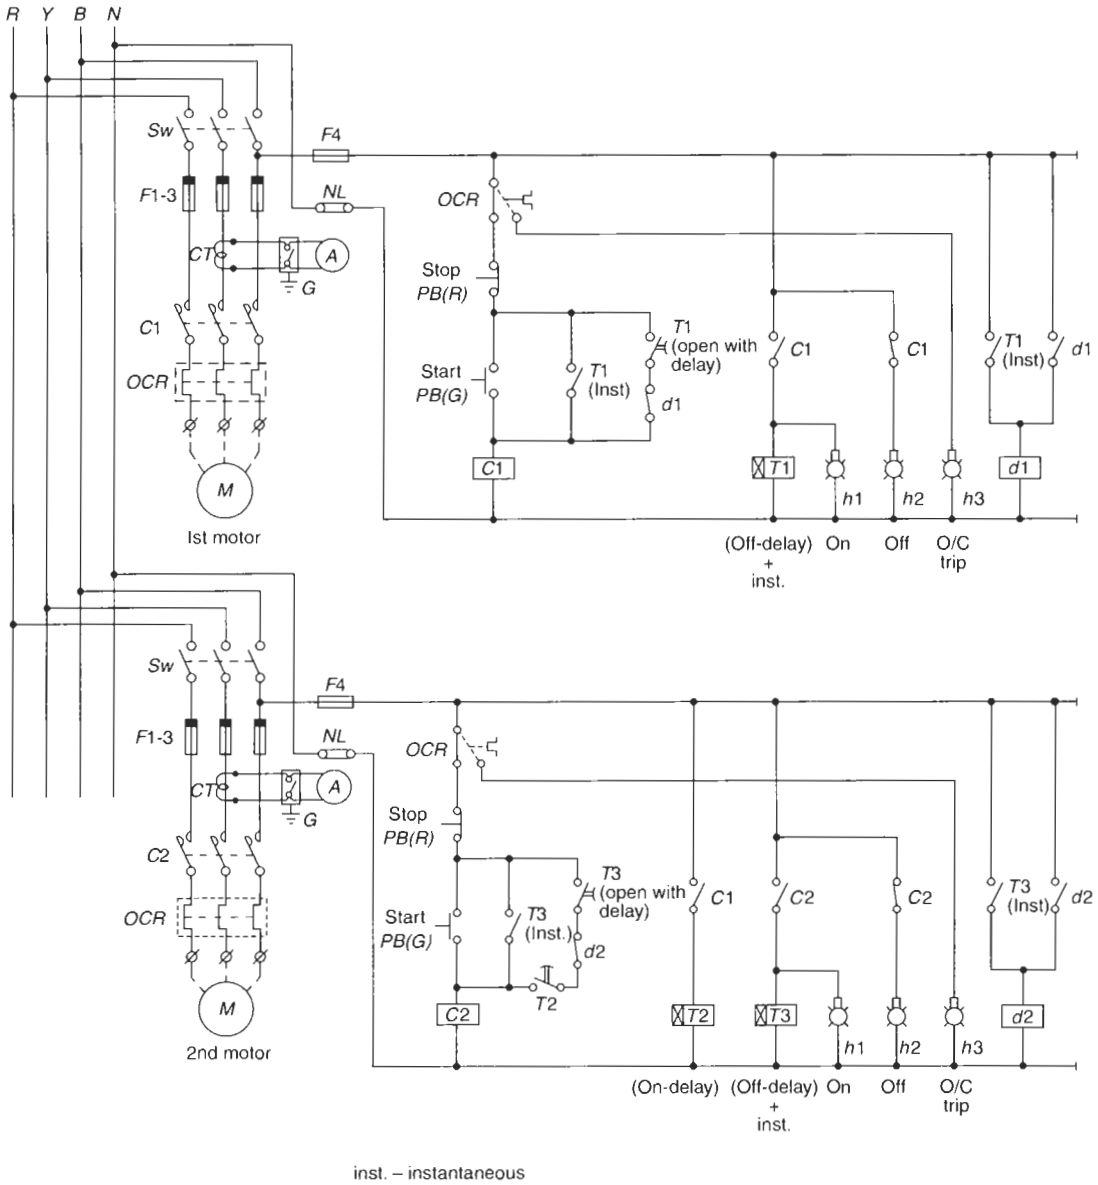 R Y B N
Sw
F4
F1-3
NL
CT
A
G
C1
OCR
M
Ist motor
OCR
Stop
PB(R)
Start
PB(G)
T1
(Inst)
T1
(open with
delay)
d1
C1
C1
C1
T1
(Inst)
d1
C1
T1
h1
h2
h3
d1
(Off-delay)
+
inst.
On
Off
O/C
trip
Sw
F4
F1-3
NL
CT
A
G
C2
OCR
M
2nd motor
OCR
Stop
PB(R)
Start
PB(G)
T3
(Inst.)
T3
(open with
delay)
d2
T2
C1
C2
C2
T3
(Inst)
d2
C2
T2
T3
h1
h2
h3
d2
(On-delay)
(Off-delay)
+
inst.
On
Off
O/C
trip
inst. – instantaneous